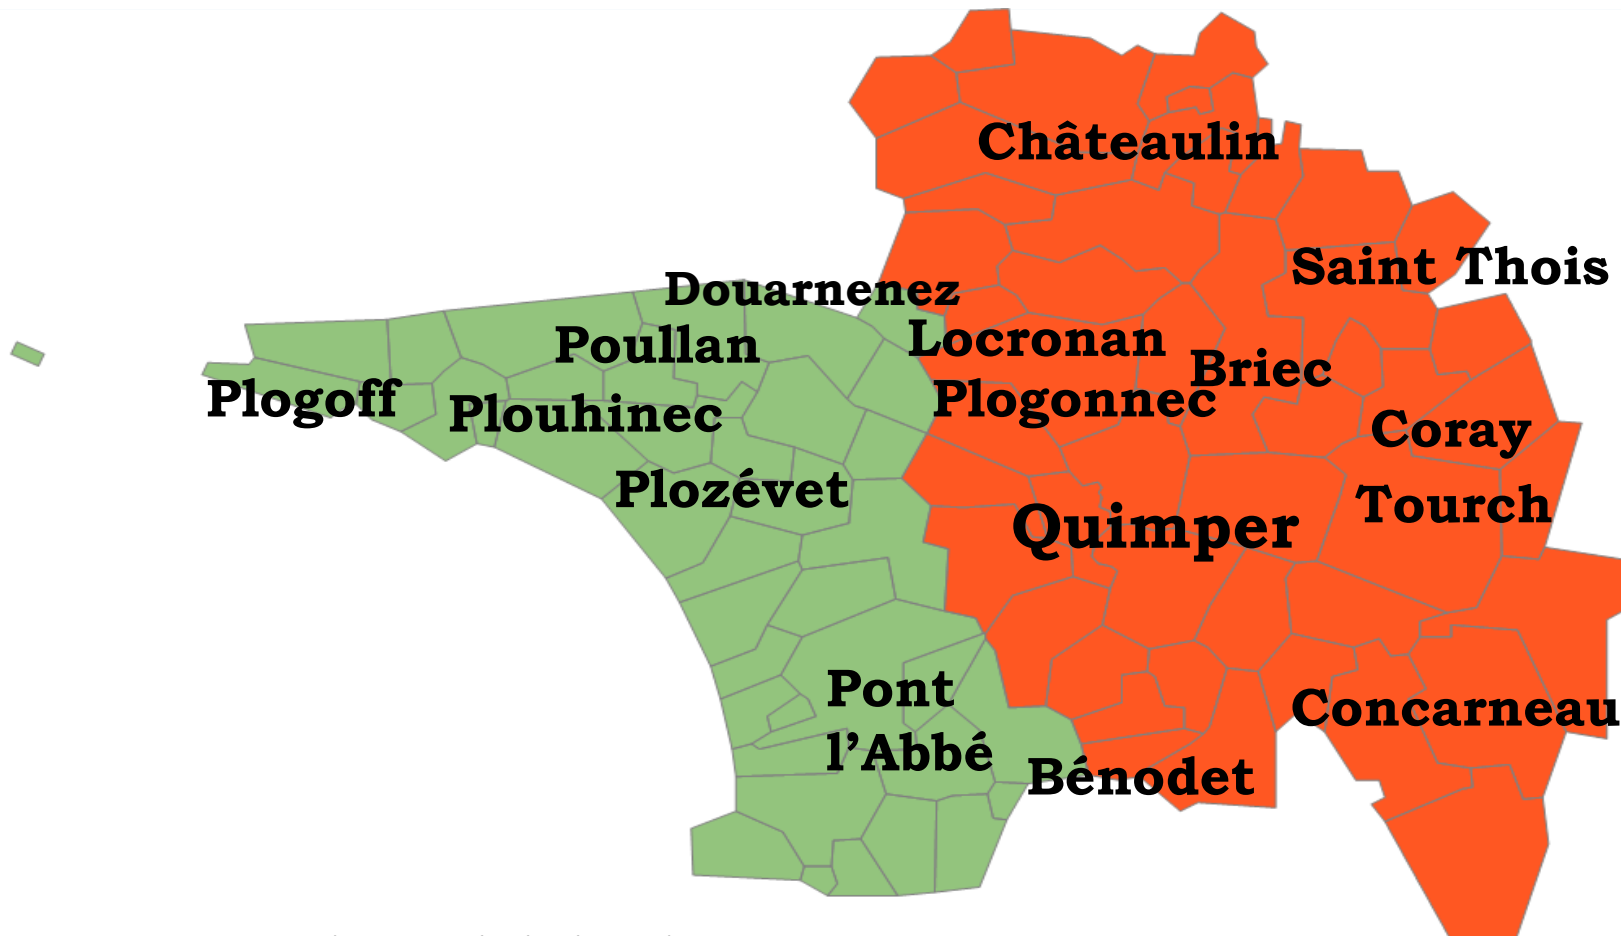 Châteaulin
Saint Thois
Douarnenez
Locronan
Poullan
Briec
Plogoff
Plogonnec
Plouhinec
Coray
Plozévet
Tourch
Quimper
Pont
l’Abbé
Concarneau
Bénodet